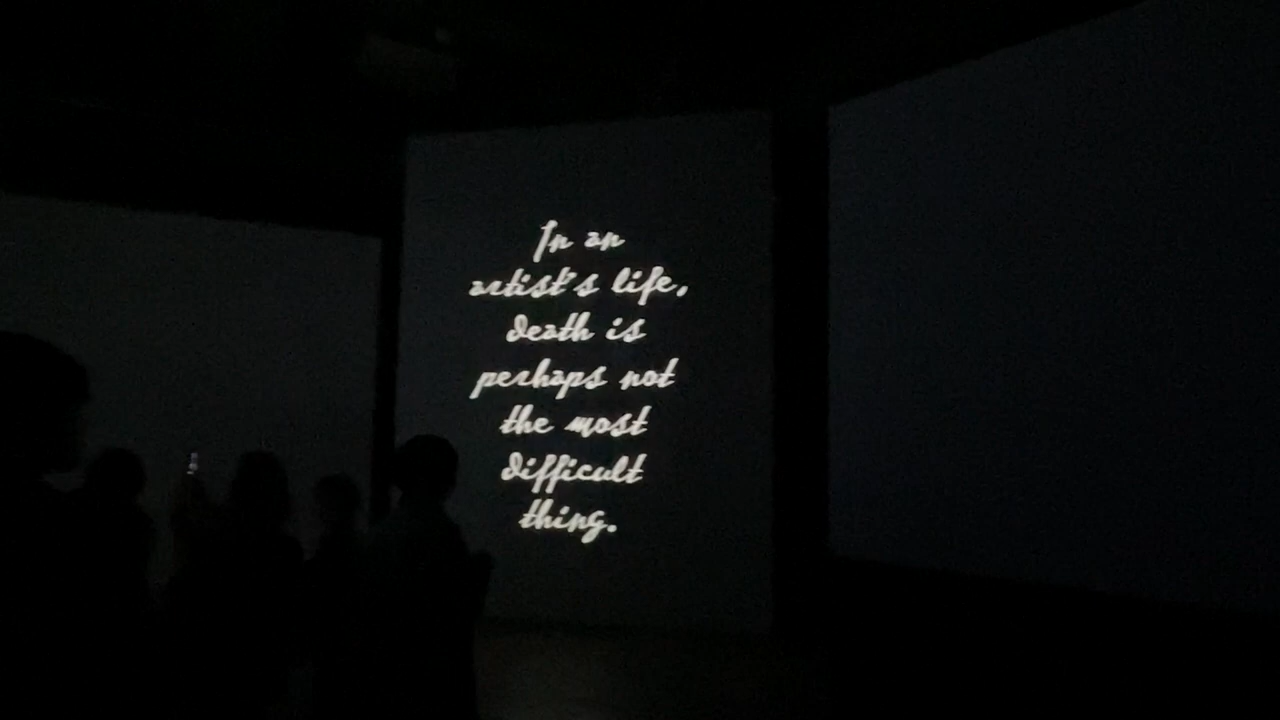 In an
artist's life,
death is
perhaps not
the most
difficult
thing.